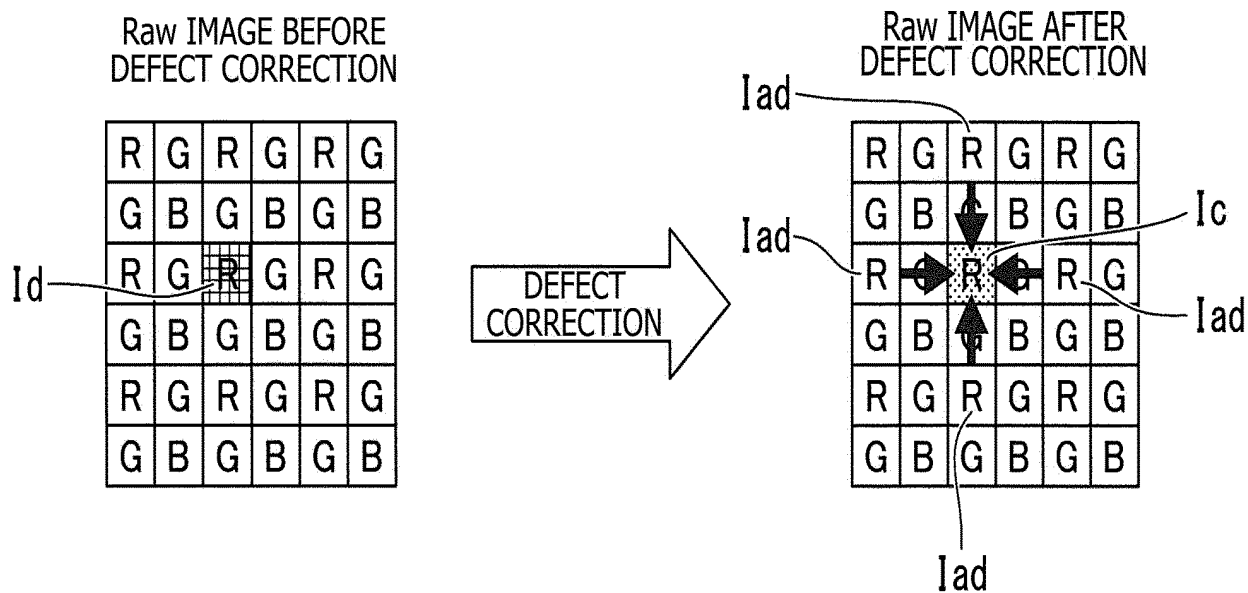 Raw IMAGE BEFORE
DEFECT CORRECTION
R G R G R G
G B G B G B
R G R G R G
G B G B G B
R G R G R G
G B G B G B
Id
DEFECT
CORRECTION
Raw IMAGE AFTER
DEFECT CORRECTION
Iad
R G R G R G
G B G B G B
Ic
Iad
R G R G R G
Iad
G B G B G B
R G R G R G
G B G B G B
Iad